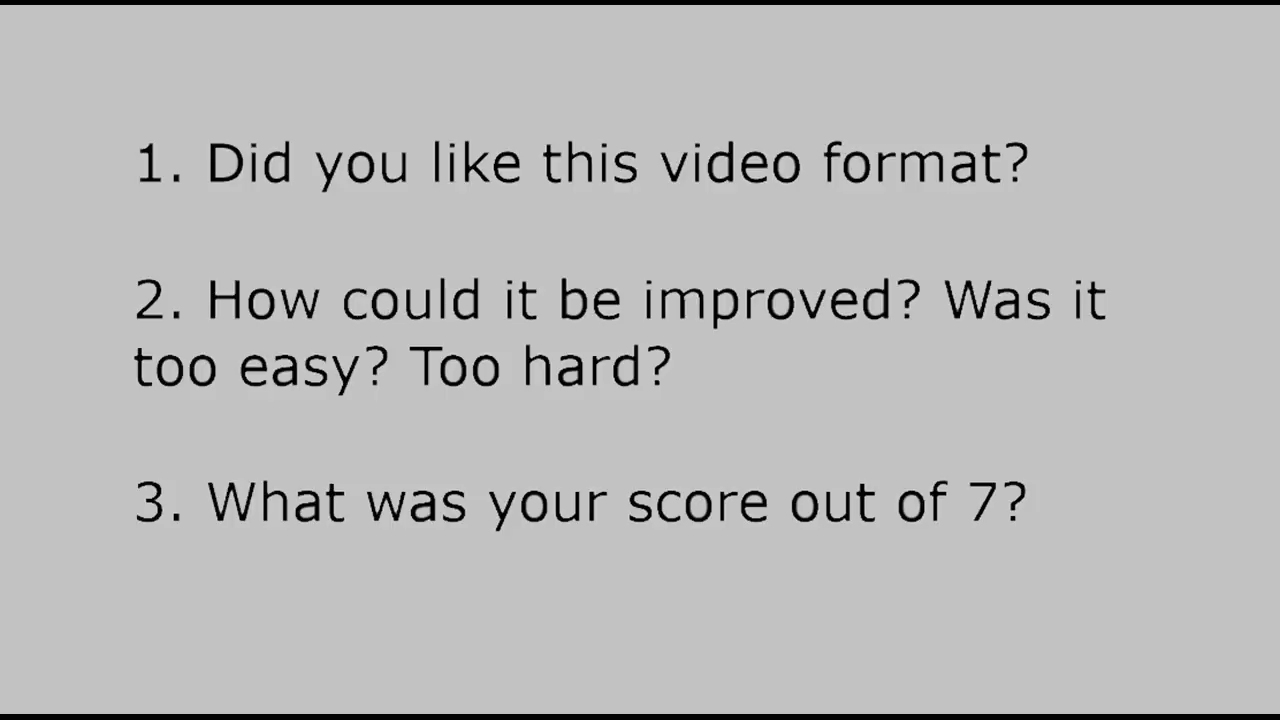 1. Did you like this video format?
2. How could it be improved? Was it
too easy? Too hard?
3. What was your score out of 7?